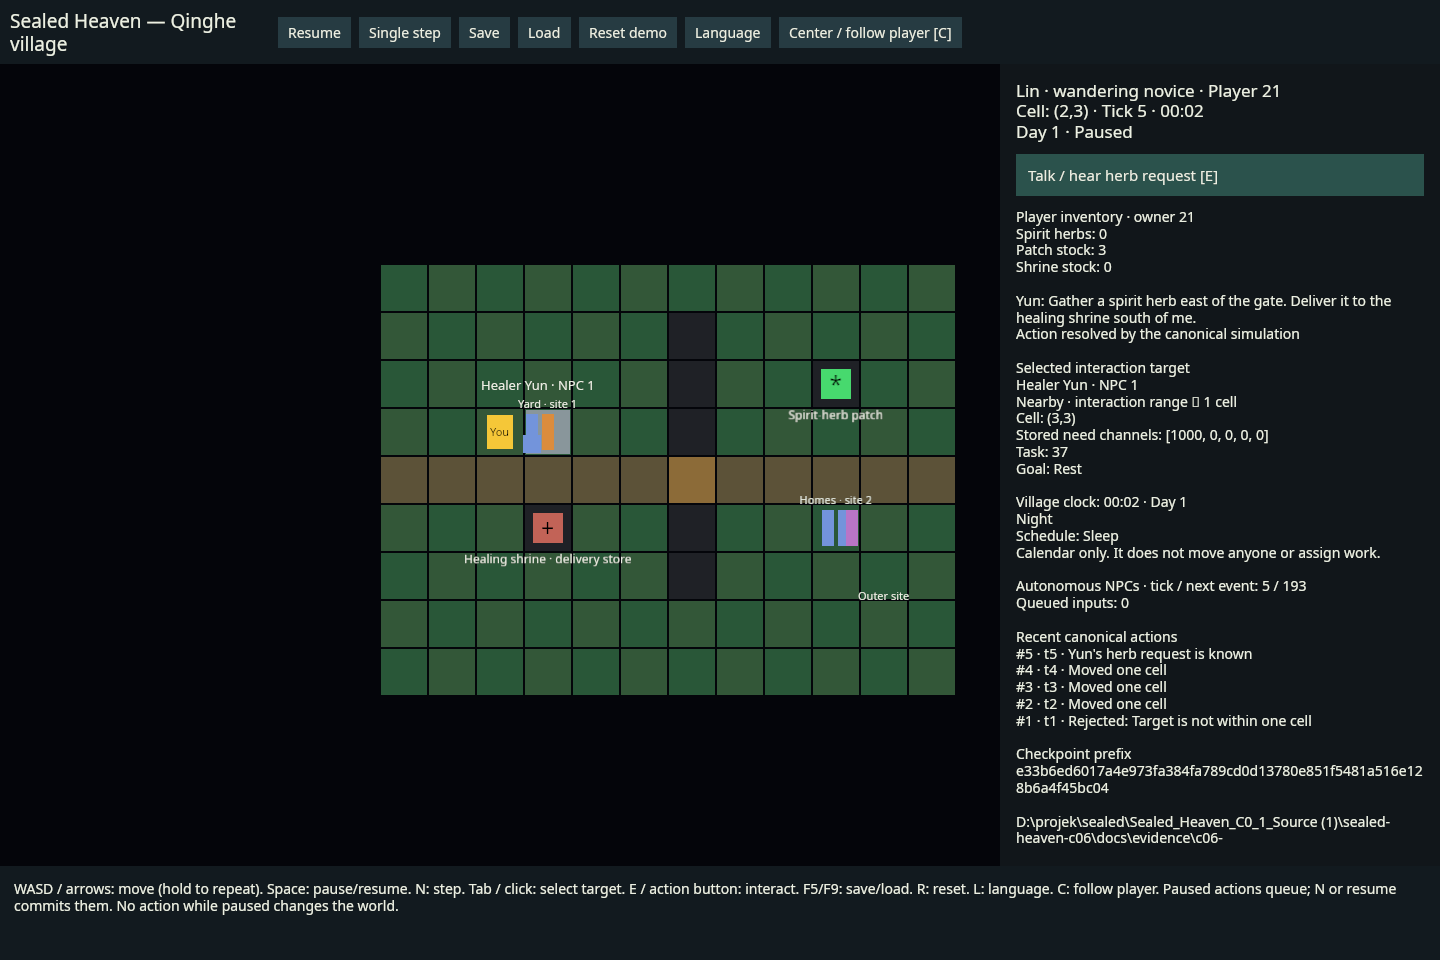 Sealed Heaven — Qinghe
village
Resume
Single step
Save
Load
Reset demo
Language
Center / follow player [C]
Lin · wandering novice · Player 21
Cell: (2,3) · Tick 5 · 00:02
Day 1 · Paused
Talk / hear herb request [E]
Player inventory · owner 21
Spirit herbs: 0
Patch stock: 3
Shrine stock: 0
Yun: Gather a spirit herb east of the gate. Deliver it to the
healing shrine south of me.
Action resolved by the canonical simulation
Selected interaction target
Healer Yun · NPC 1
Nearby · interaction range ▯ 1 cell
Cell: (3,3)
Stored need channels: [1000, 0, 0, 0, 0]
Task: 37
Goal: Rest
Village clock: 00:02 · Day 1
Night
Schedule: Sleep
Calendar only. It does not move anyone or assign work.
Autonomous NPCs · tick / next event: 5 / 193
Queued inputs: 0
Recent canonical actions
#5 · t5 · Yun's herb request is known
#4 · t4 · Moved one cell
#3 · t3 · Moved one cell
#2 · t2 · Moved one cell
#1 · t1 · Rejected: Target is not within one cell
Checkpoint prefix
e33b6ed6017a4e973fa384fa789cd0d13780e851f5481a516e12
8b6a4f45bc04
D:\projek\sealed\Sealed_Heaven_C0_1_Source (1)\sealed-
heaven-c06\docs\evidence\c06-
Healer Yun · NPC 1
Yard · site 1
You
*
Spirit herb patch
Homes · site 2
+
Healing shrine · delivery store
Outer site
WASD / arrows: move (hold to repeat). Space: pause/resume. N: step. Tab / click: select target. E / action button: interact. F5/F9: save/load. R: reset. L: language. C: follow player. Paused actions queue; N or resume
commits them. No action while paused changes the world.